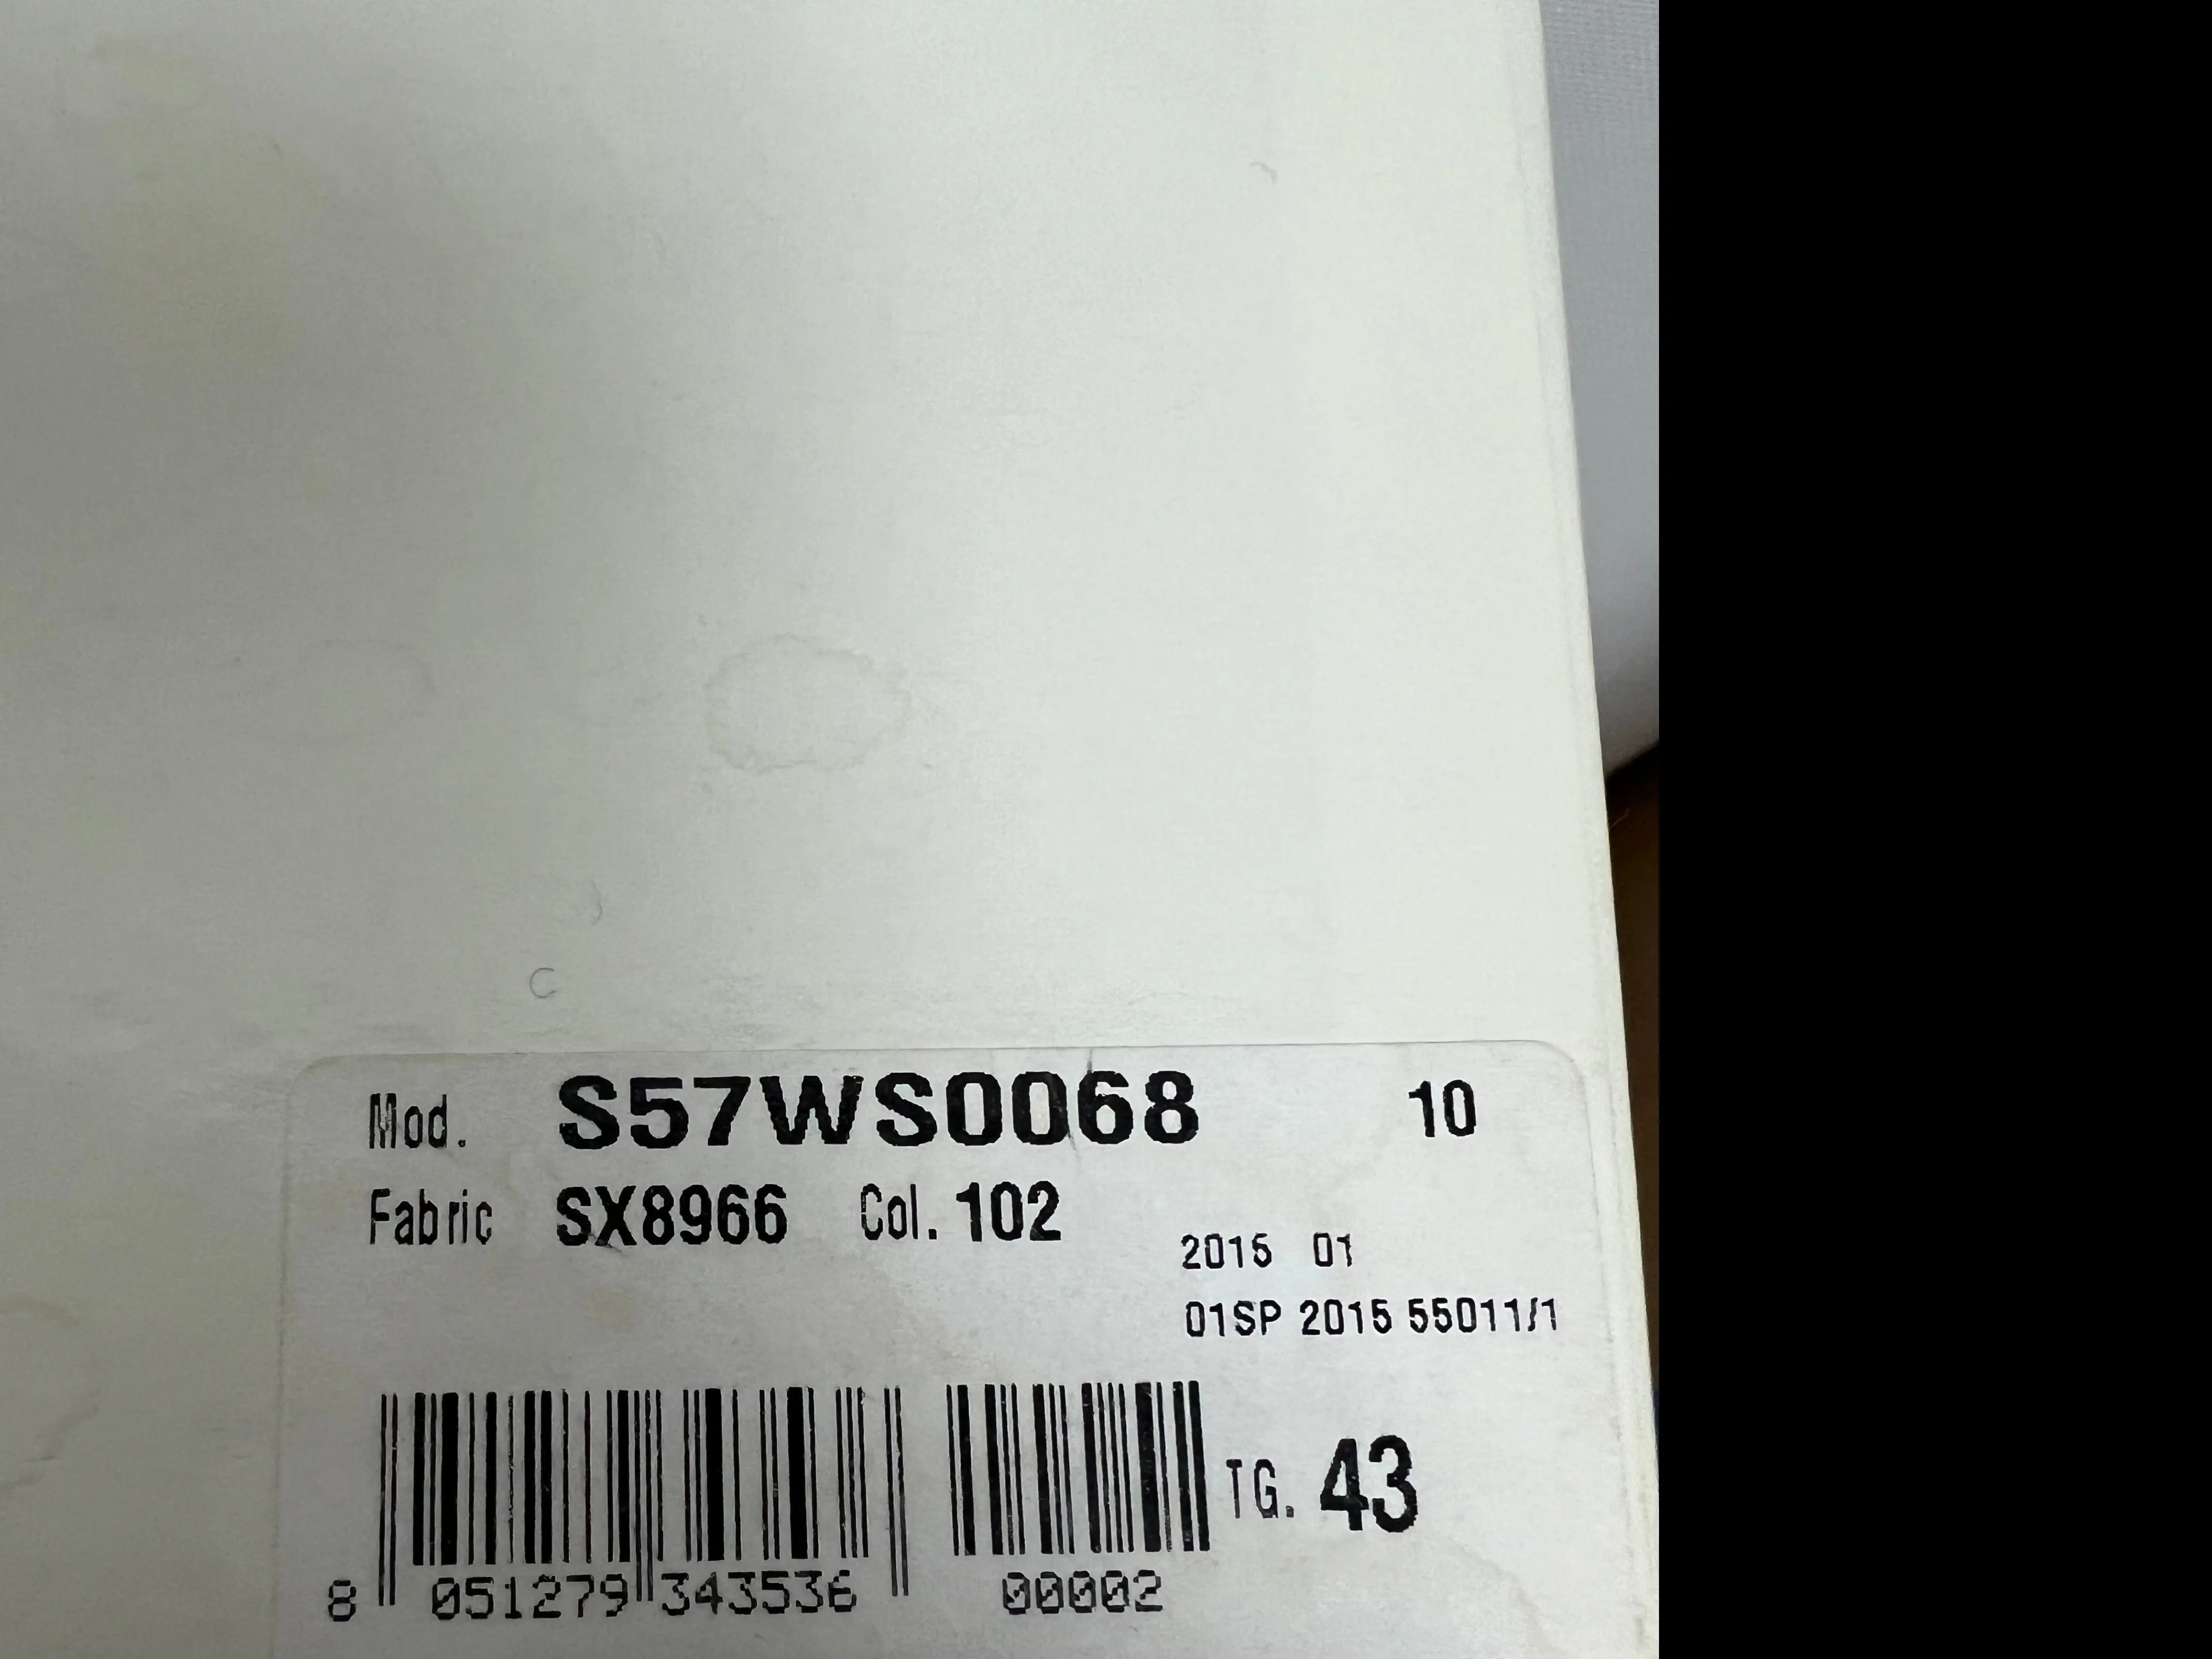 Mod. S57WS0068 10
Fabric SX8966 Col. 102
2015 01
01SP 2015 55011/1
TG. 43
8 051279 343536 00002